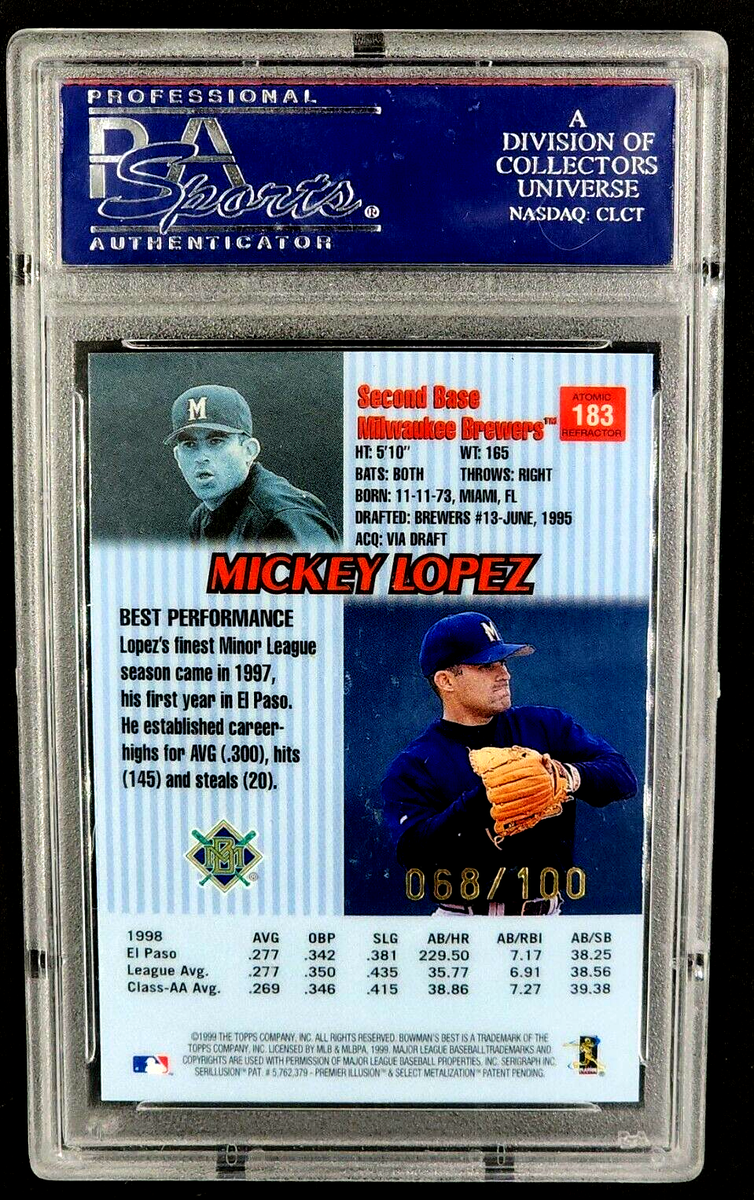 PROFESSIONAL
PSA
Sports®
AUTHENTICATOR
A
DIVISION OF
COLLECTORS
UNIVERSE
NASDAQ: CLCT
M
Second Base
Milwaukee Brewers™
ATOMIC
183
REFRACTOR
HT: 5'10" WT: 165
BATS: BOTH THROWS: RIGHT
BORN: 11-11-73, MIAMI, FL
DRAFTED: BREWERS #13-JUNE, 1995
ACQ: VIA DRAFT
MICKEY LOPEZ
BEST PERFORMANCE
Lopez's finest Minor League
season came in 1997,
his first year in El Paso.
He established career-
highs for AVG (.300), hits
(145) and steals (20).
M
068/100
1998 AVG OBP SLG AB/HR AB/RBI AB/SB
El Paso .277 .342 .381 229.50 7.17 38.25
League Avg. .277 .350 .435 35.77 6.91 38.56
Class-AA Avg. .269 .346 .415 38.86 7.27 39.38
©1999 THE TOPPS COMPANY, INC. ALL RIGHTS RESERVED. BOWMAN'S BEST IS A TRADEMARK OF THE
TOPPS COMPANY, INC. LICENSED BY MLB & MLBPA, 1999. MAJOR LEAGUE BASEBALL TRADEMARKS AND
COPYRIGHTS ARE USED WITH PERMISSION OF MAJOR LEAGUE BASEBALL PROPERTIES, INC. SERIGRAPH INC.
SERILLUSION™ PAT. # 5,762,379 - PREMIER ILLUSION™ & SELECT METALIZATION™ PATENT PENDING.